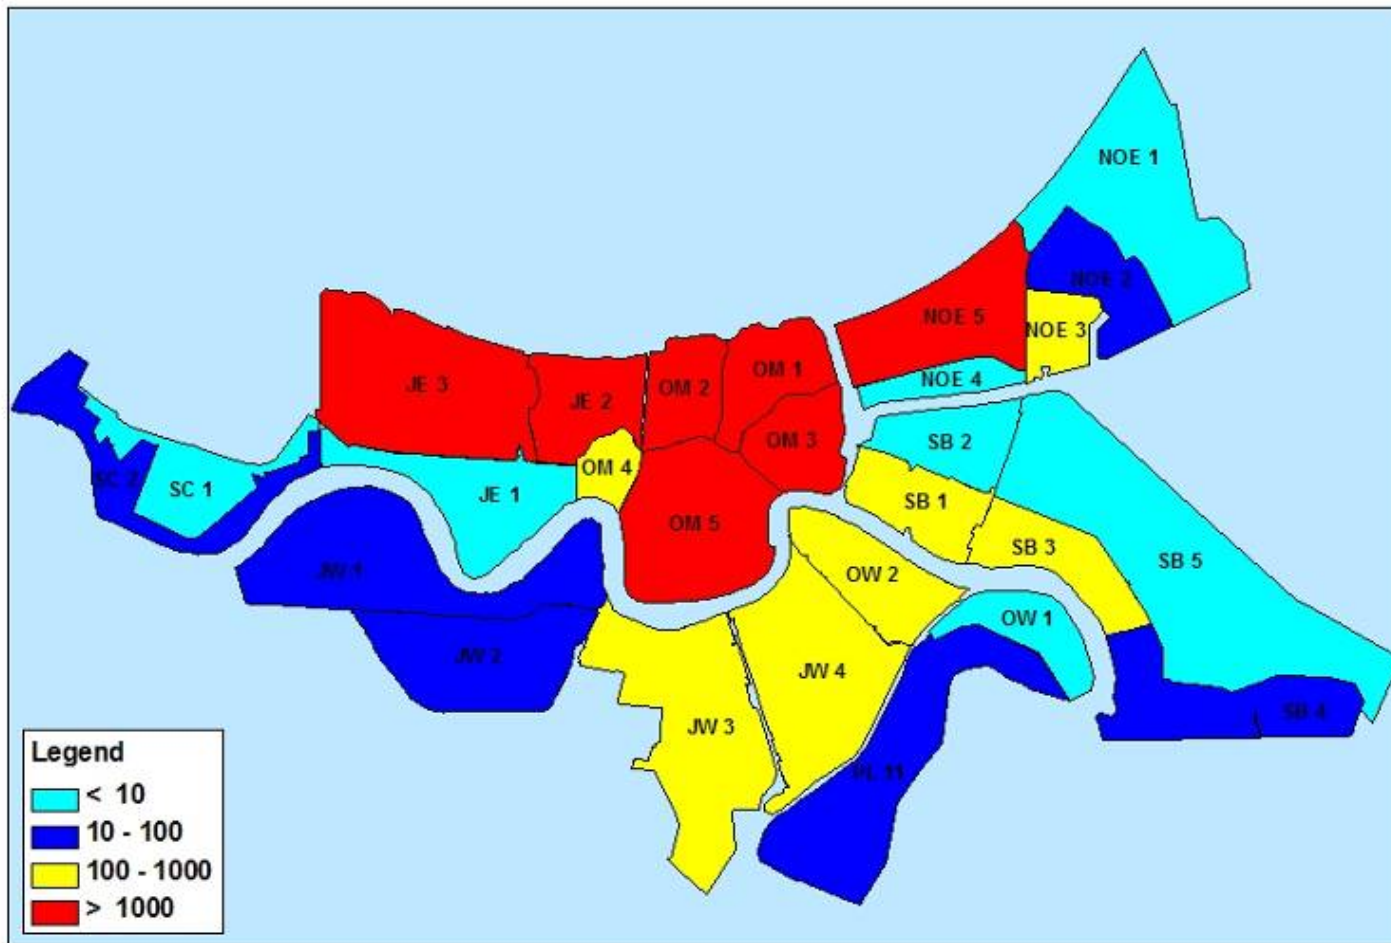 NOE 1
NOE 2
NOE 5
NOE 3
JE 3
JE 2
OM 2
OM 1
NOE 4
OM 3
SB 2
OM 4
SC 2
SC 1
JE 1
SB 1
OM 5
SB 3
SB 5
JW 1
OW 2
OW 1
JW 2
JW 4
SB 4
JW 3
PL 11
Legend
< 10
10 - 100
100 - 1000
> 1000